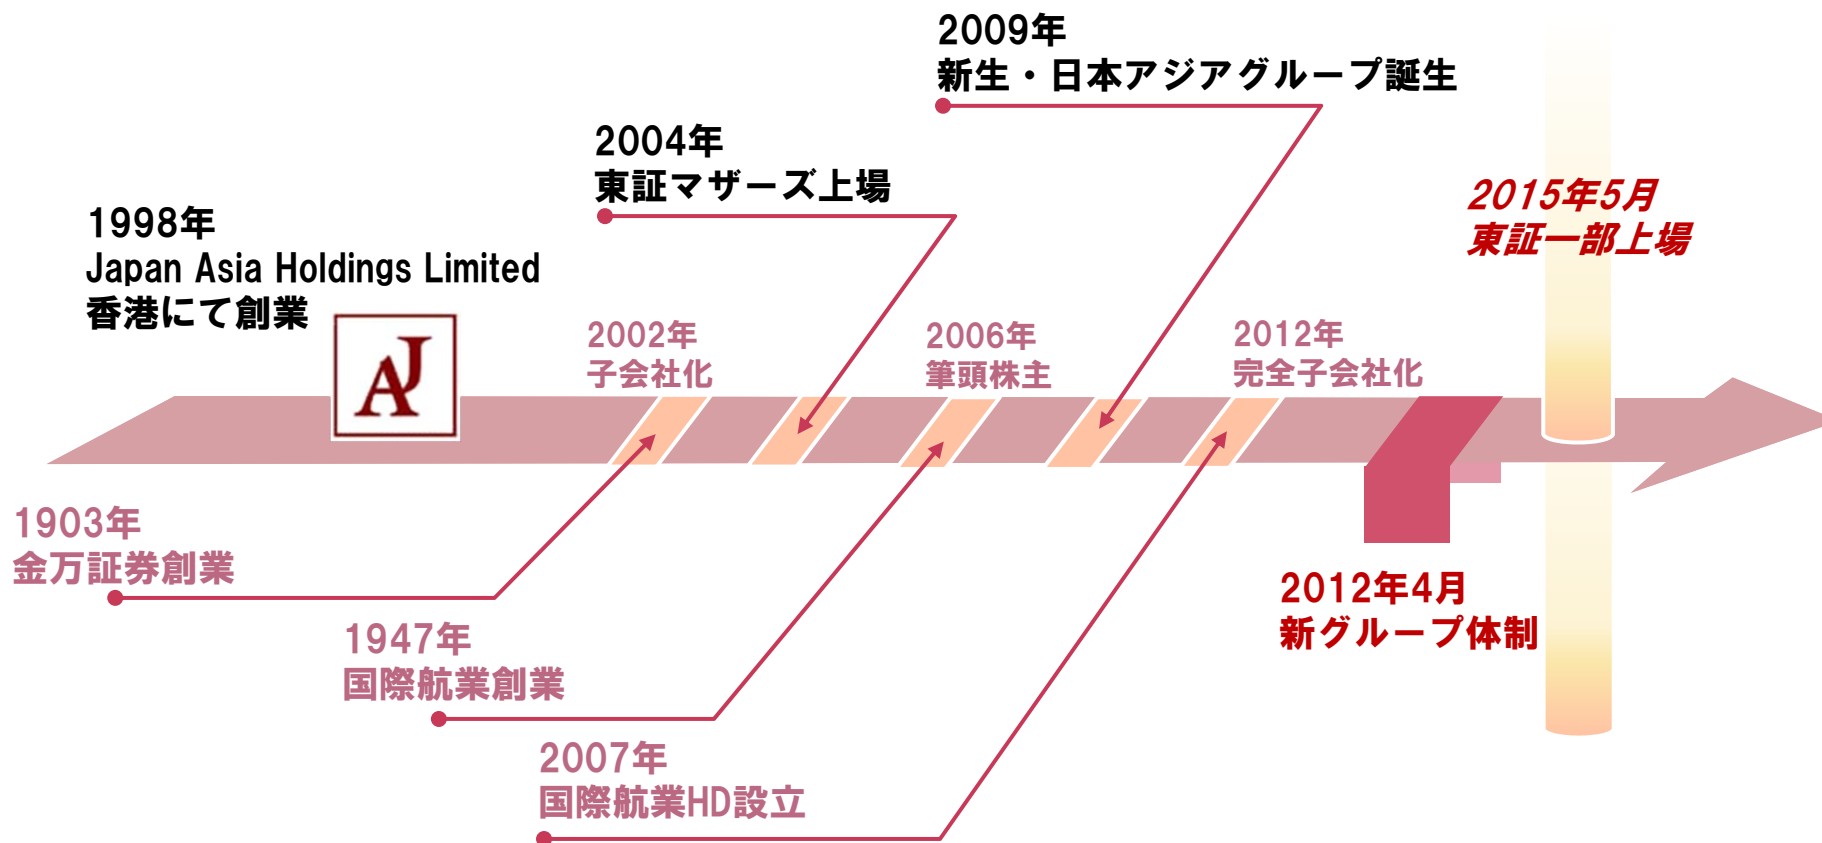 2009年
新生・日本アジアグループ誕生
2004年
東証マザーズ上場
2015年5月
東証一部上場
1998年
Japan Asia Holdings Limited
香港にて創業
AJ
2002年
子会社化
2006年
筆頭株主
2012年
完全子会社化
1903年
金万証券創業
2012年4月
新グループ体制
1947年
国際航業創業
2007年
国際航業HD設立